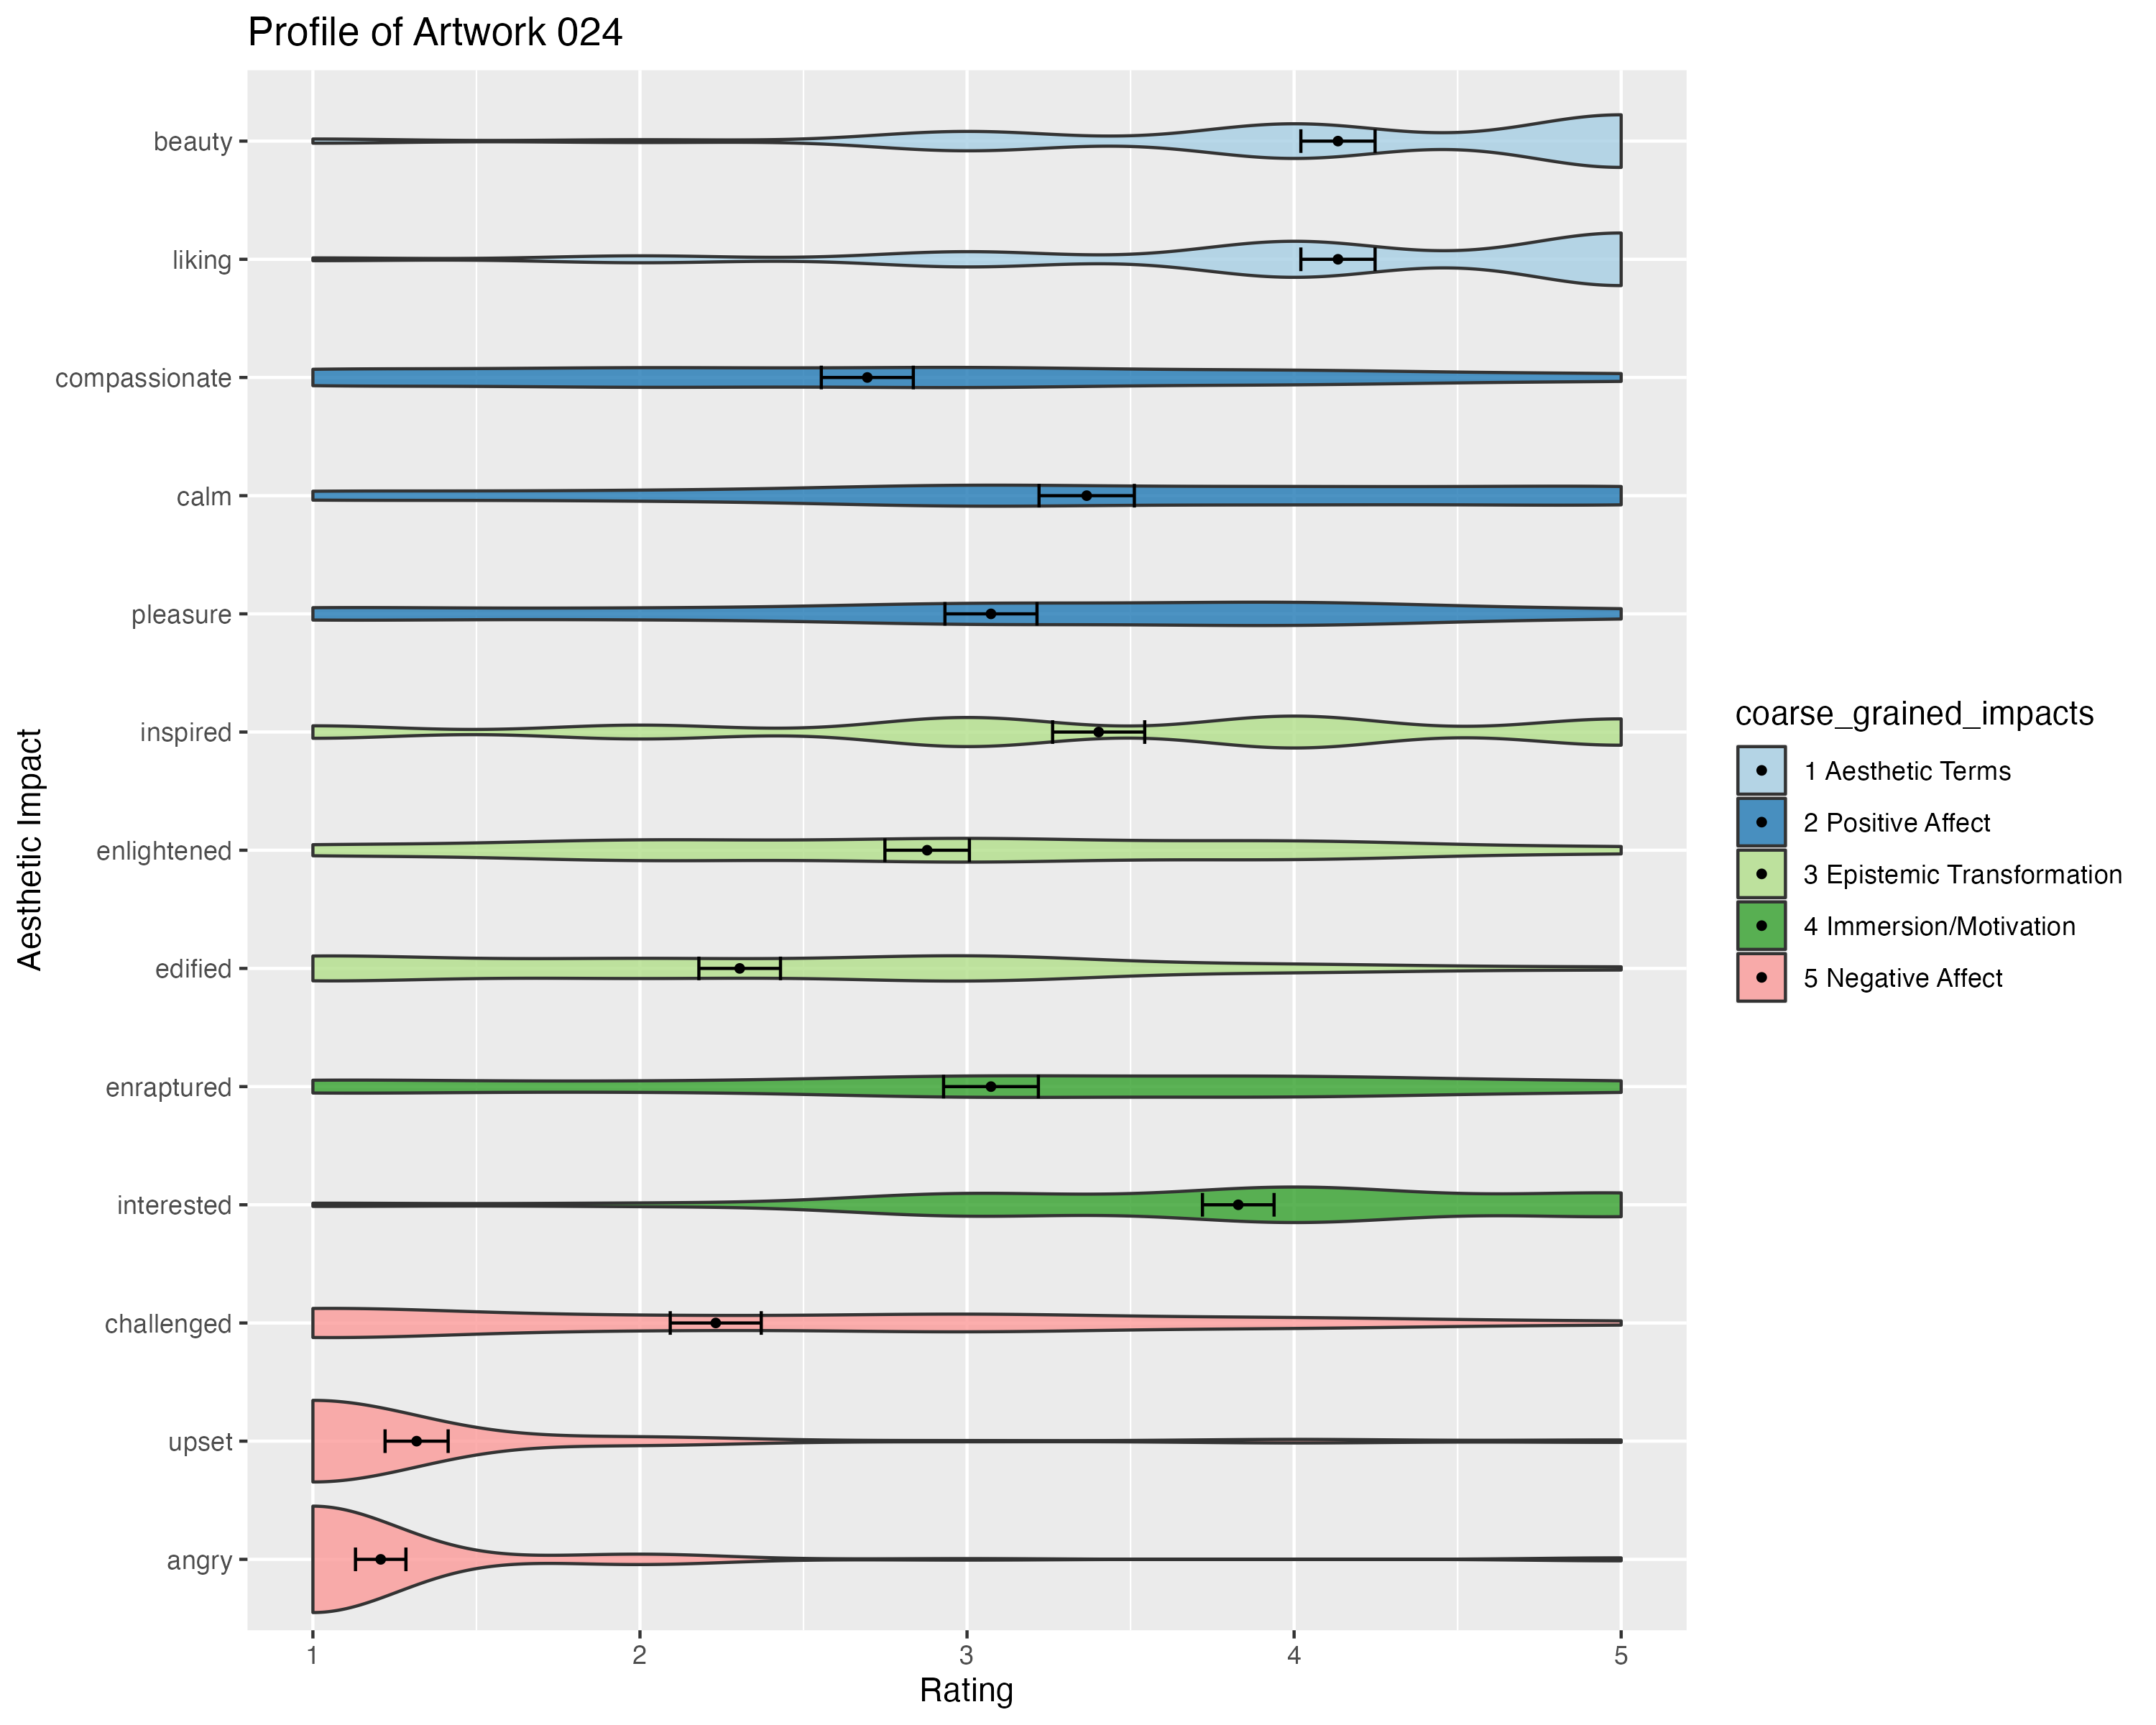 Profile of Artwork 024
beauty
liking
compassionate
calm
pleasure
inspired
enlightened
edified
enraptured
interested
challenged
upset
angry
Aesthetic Impact
1 2 3 4 5
Rating
coarse_grained_impacts
1 Aesthetic Terms
2 Positive Affect
3 Epistemic Transformation
4 Immersion/Motivation
5 Negative Affect